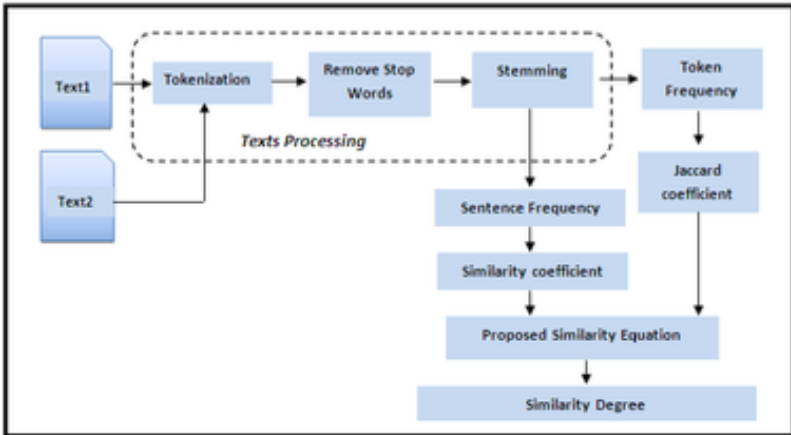 Text1
Tokenization
Remove Stop
Words
Stemming
Token
Frequency
Texts Processing
Text2
Jaccard
coefficient
Sentence Frequency
Similarity coefficient
Proposed Similarity Equation
Similarity Degree